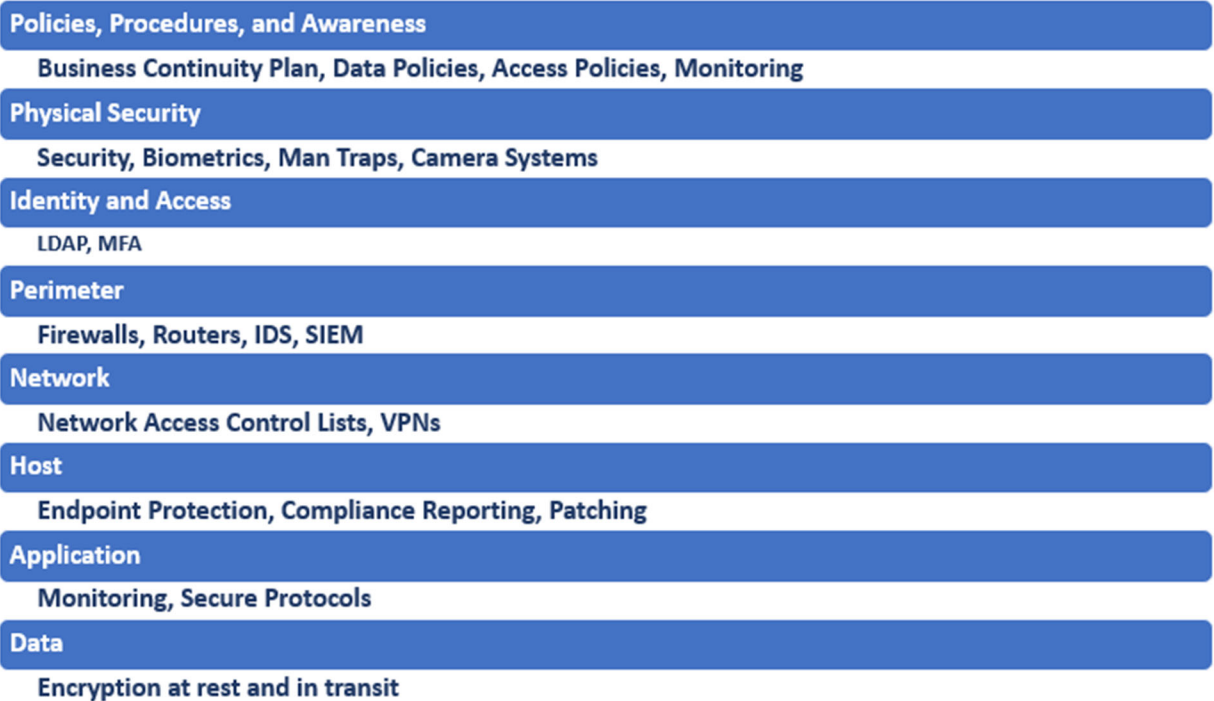 Policies, Procedures, and Awareness
Business Continuity Plan, Data Policies, Access Policies, Monitoring
Physical Security
Security, Biometrics, Man Traps, Camera Systems
Identity and Access
LDAP, MFA
Perimeter
Firewalls, Routers, IDS, SIEM
Network
Network Access Control Lists, VPNs
Host
Endpoint Protection, Compliance Reporting, Patching
Application
Monitoring, Secure Protocols
Data
Encryption at rest and in transit